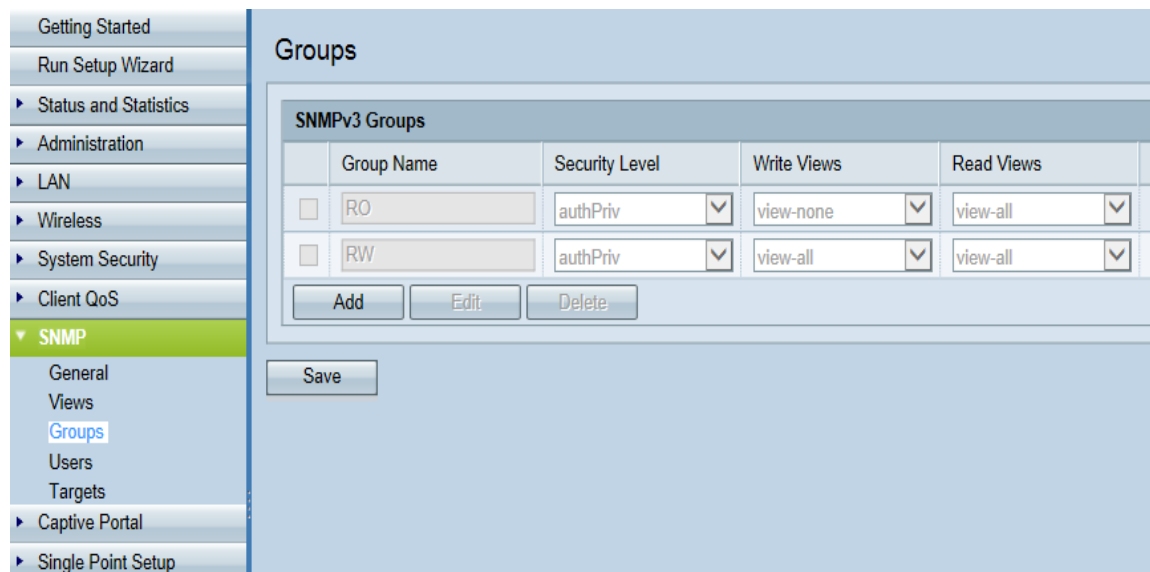 Getting Started
Run Setup Wizard
Status and Statistics
Administration
LAN
Wireless
System Security
Client QoS
SNMP
General
Views
Groups
Users
Targets
Captive Portal
Single Point Setup
Groups
SNMPv3 Groups
Group Name Security Level Write Views Read Views
RO authPriv view-none view-all
RW authPriv view-all view-all
Add Edit Delete
Save